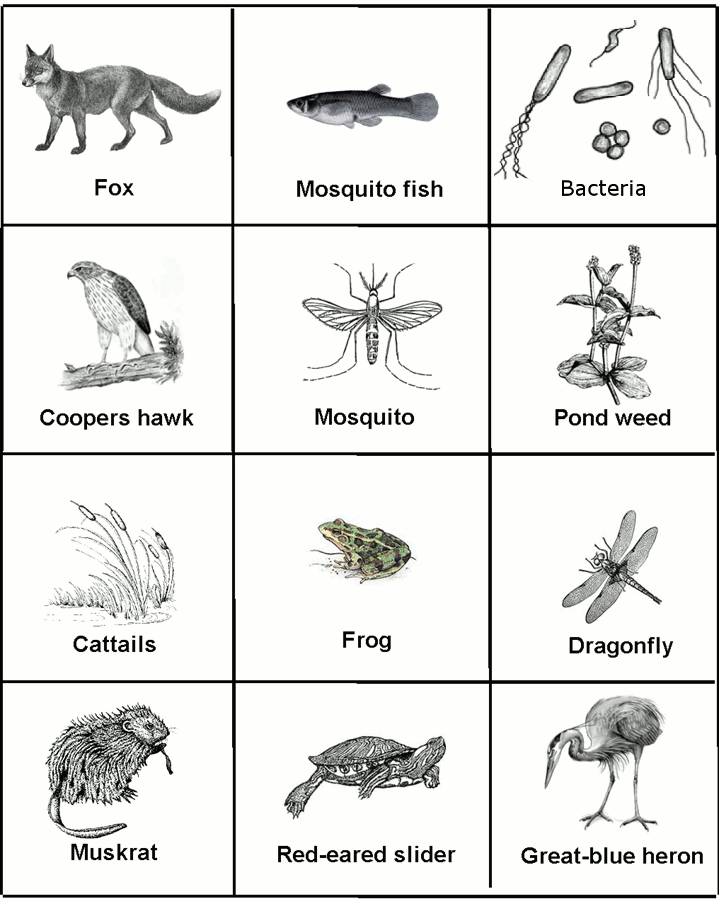 Fox
Mosquito fish
Bacteria
Coopers hawk
Mosquito
Pond weed
Cattails
Frog
Dragonfly
Muskrat
Red-eared slider
Great-blue heron